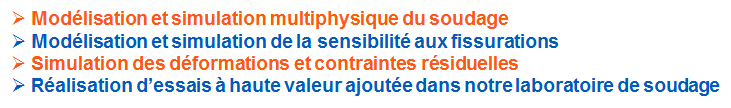 ➢ Modélisation et simulation multiphysique du soudage
➢ Modélisation et simulation de la sensibilité aux fissurations
➢ Simulation des déformations et contraintes résiduelles
➢ Réalisation d'essais à haute valeur ajoutée dans notre laboratoire de soudage